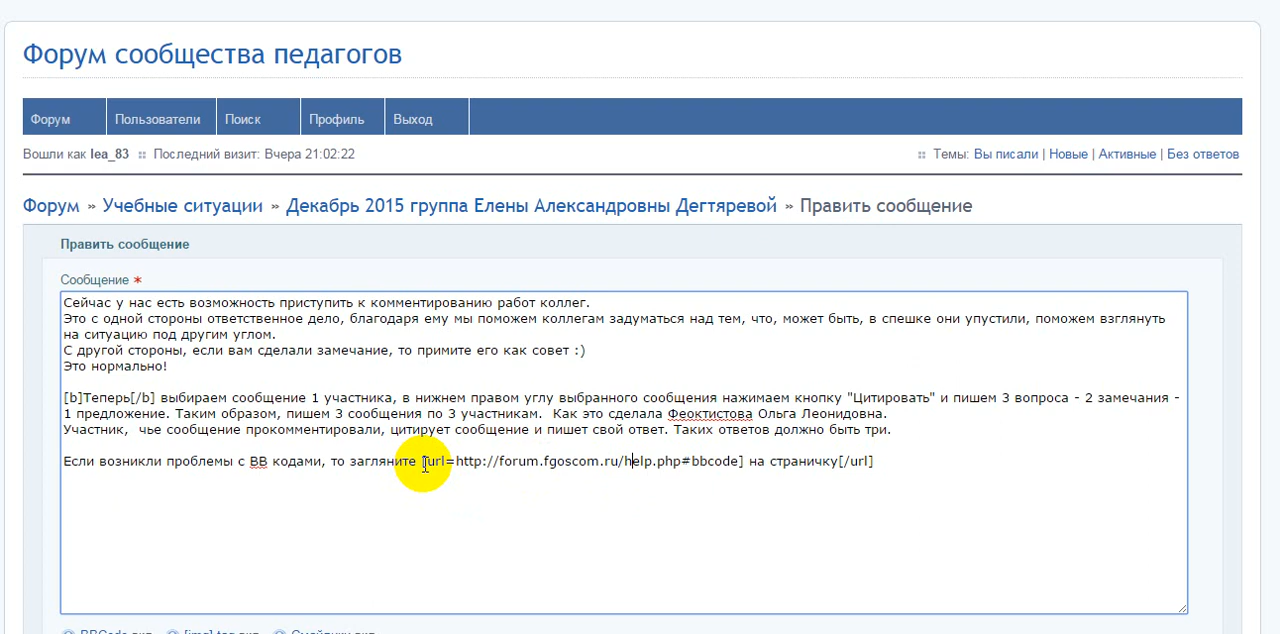 Форум сообщества педагогов
Форум Пользователи Поиск Профиль Выход
Вошли как lea_83 Последний визит: Вчера 21:02:22 Темы: Вы писали | Новые | Активные | Без ответов
Форум » Учебные ситуации » Декабрь 2015 группа Елены Александровны Дегтяревой » Править сообщение
Править сообщение
Сообщение *
Сейчас у нас есть возможность приступить к комментированию работ коллег.
Это с одной стороны ответственное дело, благодаря ему мы поможем коллегам задуматься над тем, что, может быть, в спешке они упустили, поможем взглянуть
на ситуацию под другим углом.
С другой стороны, если вам сделали замечание, то примите его как совет :)
Это нормально!
[b]Теперь[/b] выбираем сообщение 1 участника, в нижнем правом углу выбранного сообщения нажимаем кнопку "Цитировать" и пишем 3 вопроса - 2 замечания -
1 предложение. Таким образом, пишем 3 сообщения по 3 участникам. Как это сделала Феоктистова Ольга Леонидовна.
Участник, чье сообщение прокомментировали, цитирует сообщение и пишет свой ответ. Таких ответов должно быть три.
Если возникли проблемы с BB кодами, то загляните [url=http://forum.fgoscom.ru/help.php#bbcode] на страничку[/url]
BBCode вкл [img] tag вкл Смайлики вкл